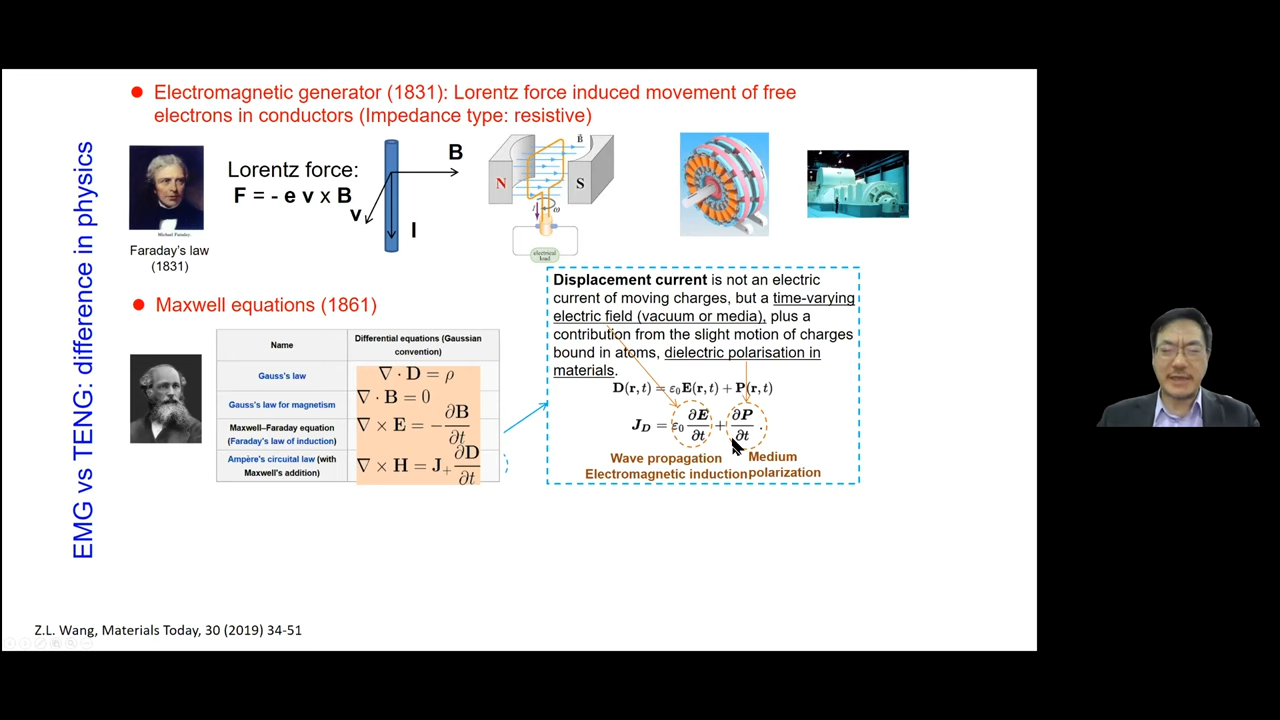 EMG vs TENG: difference in physics
● Electromagnetic generator (1831): Lorentz force induced movement of free
electrons in conductors (Impedance type: resistive)
Michael Faraday.
Faraday's law
(1831)
Lorentz force:
F = - e v x B
B
v
I
N
S
B⃗
i
ω
electrical
load
● Maxwell equations (1861)
Name
Differential equations (Gaussian
convention)
Gauss's law
∇ · D = ρ
Gauss's law for magnetism
∇ · B = 0
Maxwell–Faraday equation
(Faraday's law of induction)
∇ × E = −∂B/∂t
Ampère's circuital law (with
Maxwell's addition)
∇ × H = J + ∂D/∂t
Displacement current is not an electric
current of moving charges, but a time-varying
electric field (vacuum or media), plus a
contribution from the slight motion of charges
bound in atoms, dielectric polarisation in
materials.
D(r, t) = ε₀E(r, t) + P(r, t)
J_D = ε₀ ∂E/∂t + ∂P/∂t .
Wave propagation
Electromagnetic induction
Medium
polarization
Z.L. Wang, Materials Today, 30 (2019) 34-51